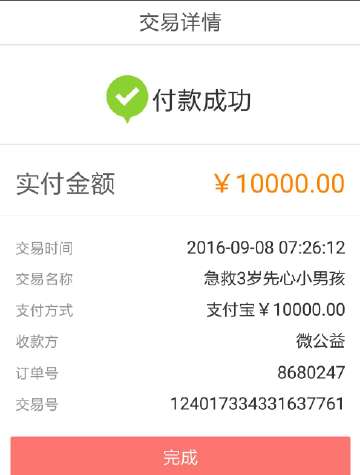 交易详情
付款成功
实付金额 ￥10000.00
交易时间 2016-09-08 07:26:12
交易名称 急救3岁先心小男孩
支付方式 支付宝￥10000.00
收款方 微公益
订单号 8680247
交易号 124017334331637761
完成